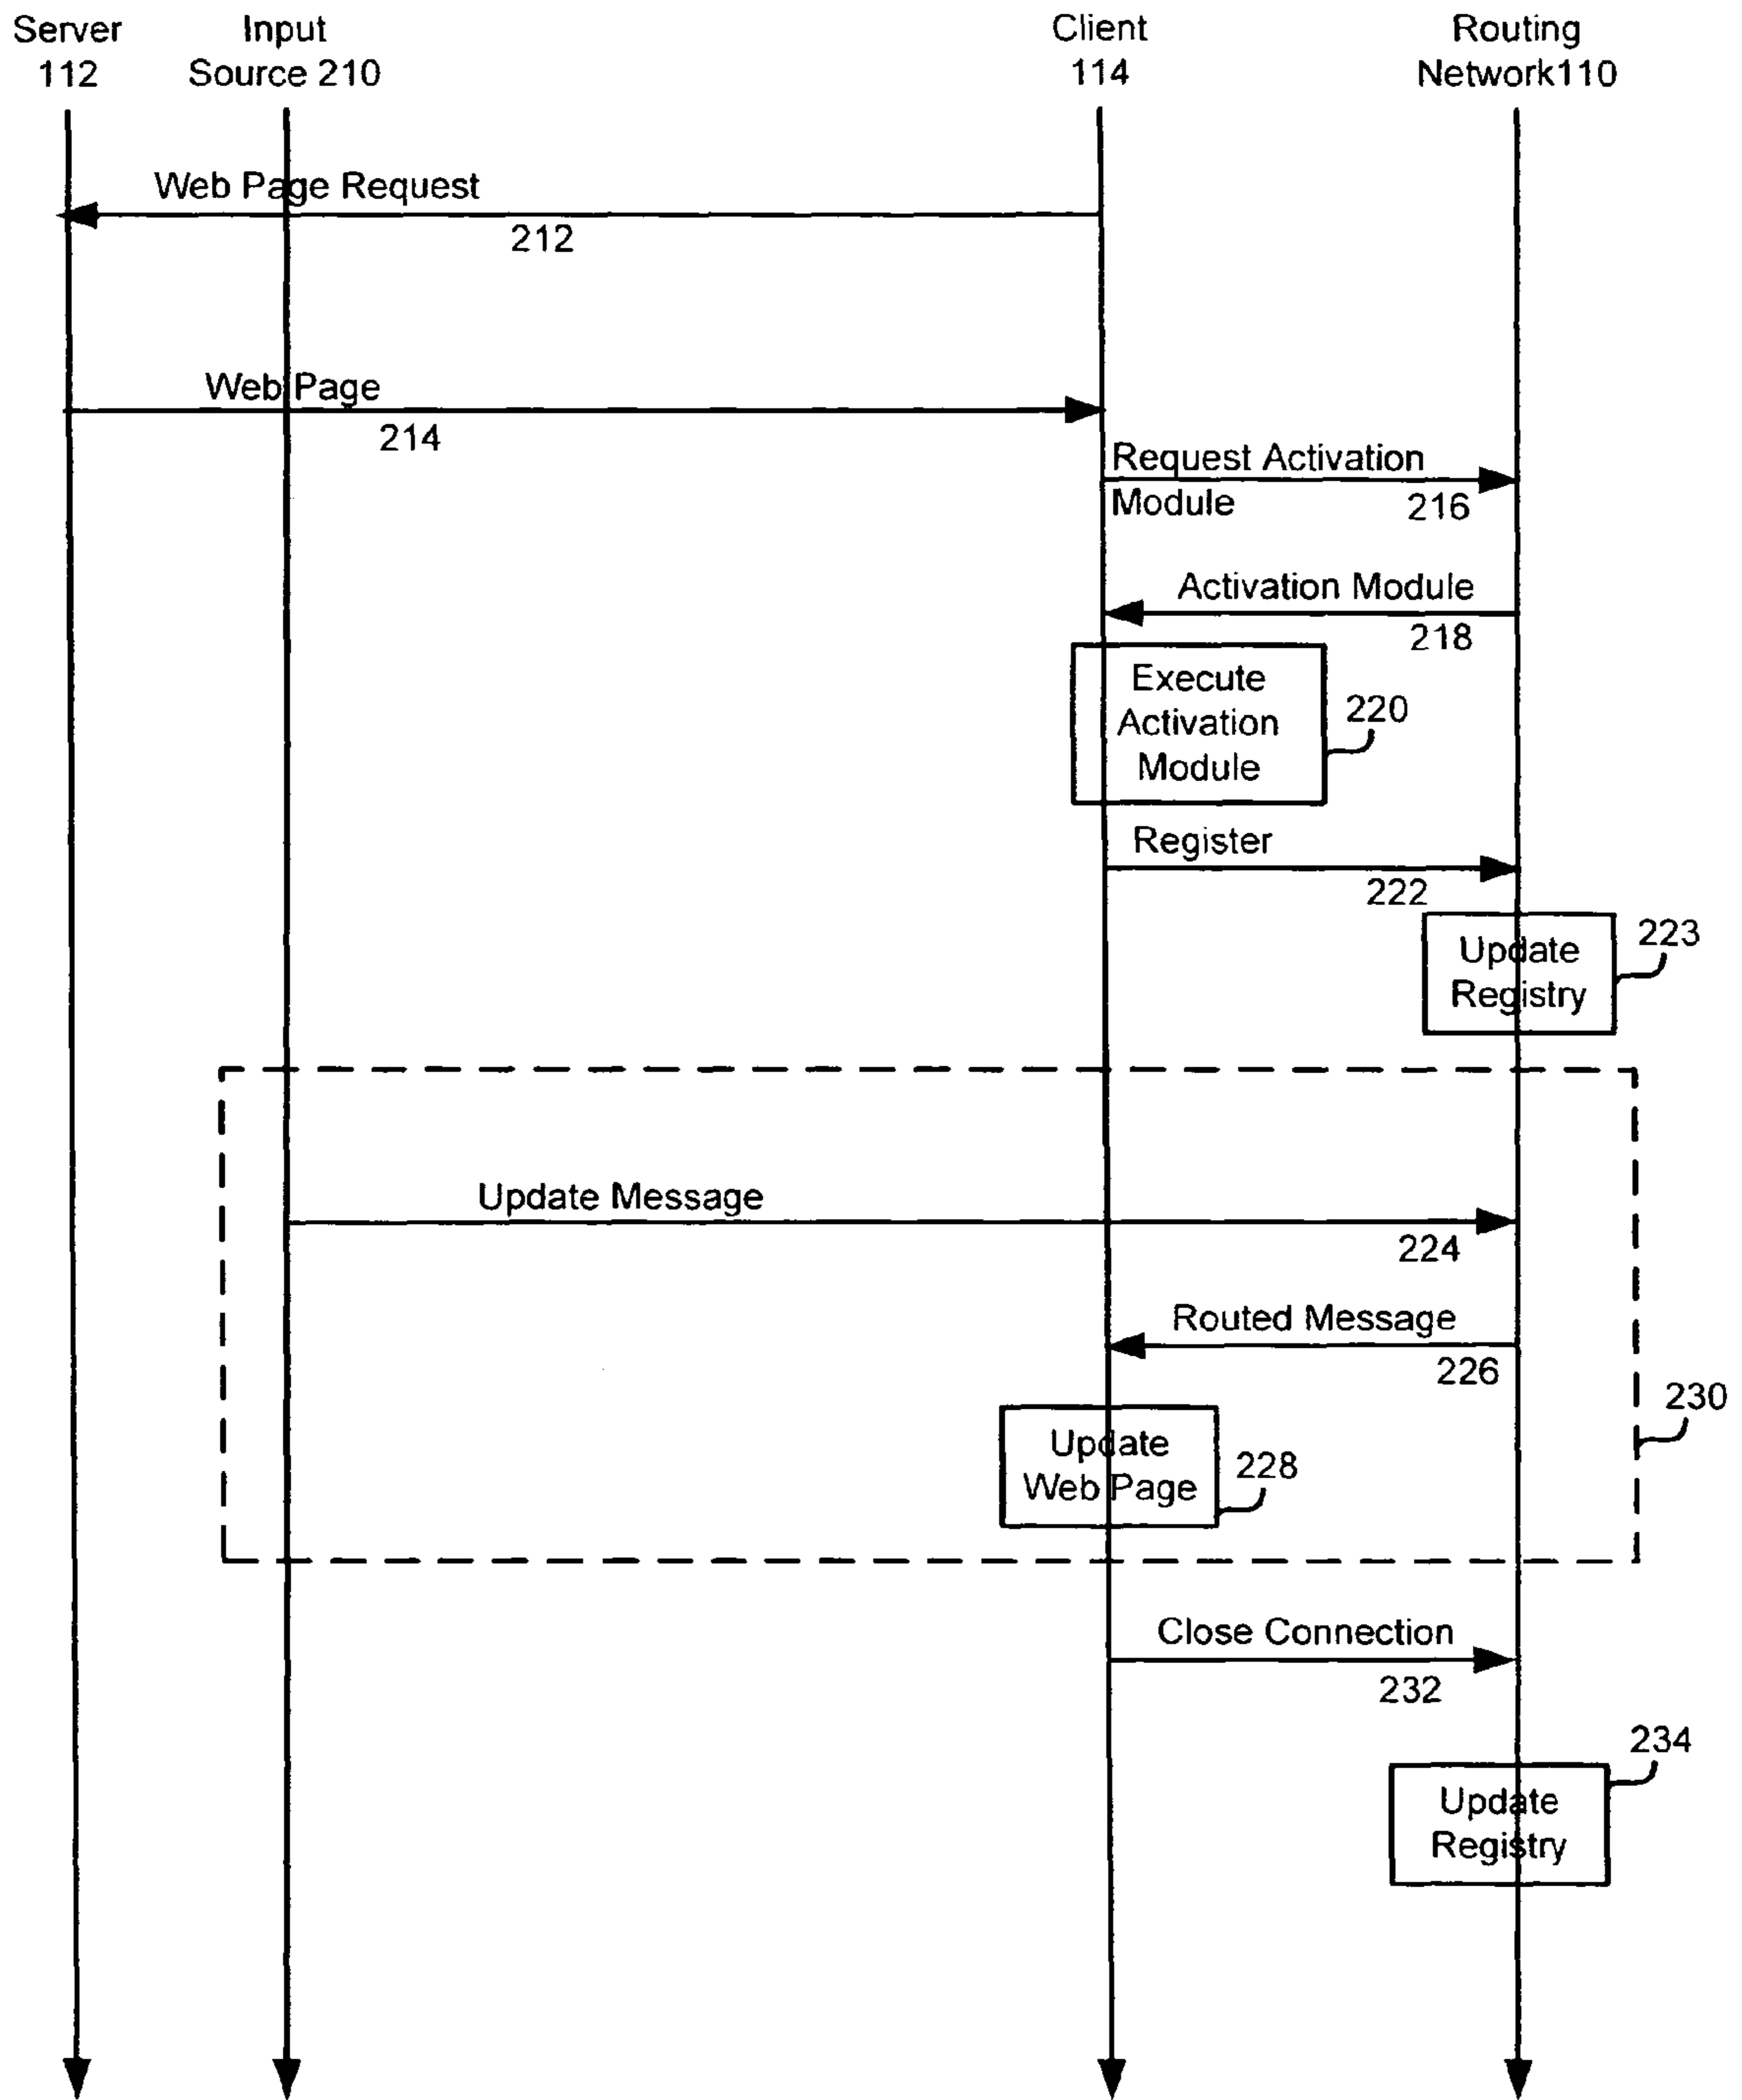 Server
112
Input
Source 210
Client
114
Routing
Network110
Web Page Request
212
Web Page
214
Request Activation
Module
216
Activation Module
218
Execute
Activation
Module
220
Register
222
Update
Registry
223
Update Message
224
Routed Message
226
Update
Web Page
228
230
Close Connection
232
234
Update
Registry